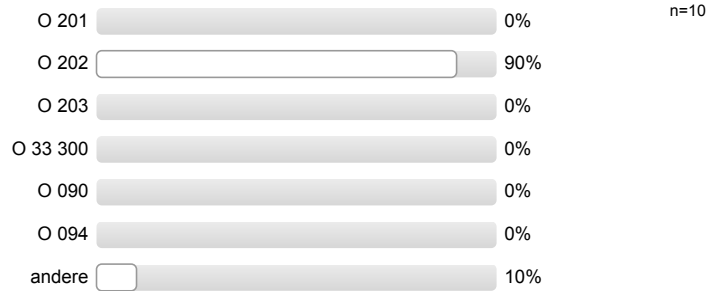 n=10
O 201 0%
O 202 90%
O 203 0%
O 33 300 0%
O 090 0%
O 094 0%
andere 10%